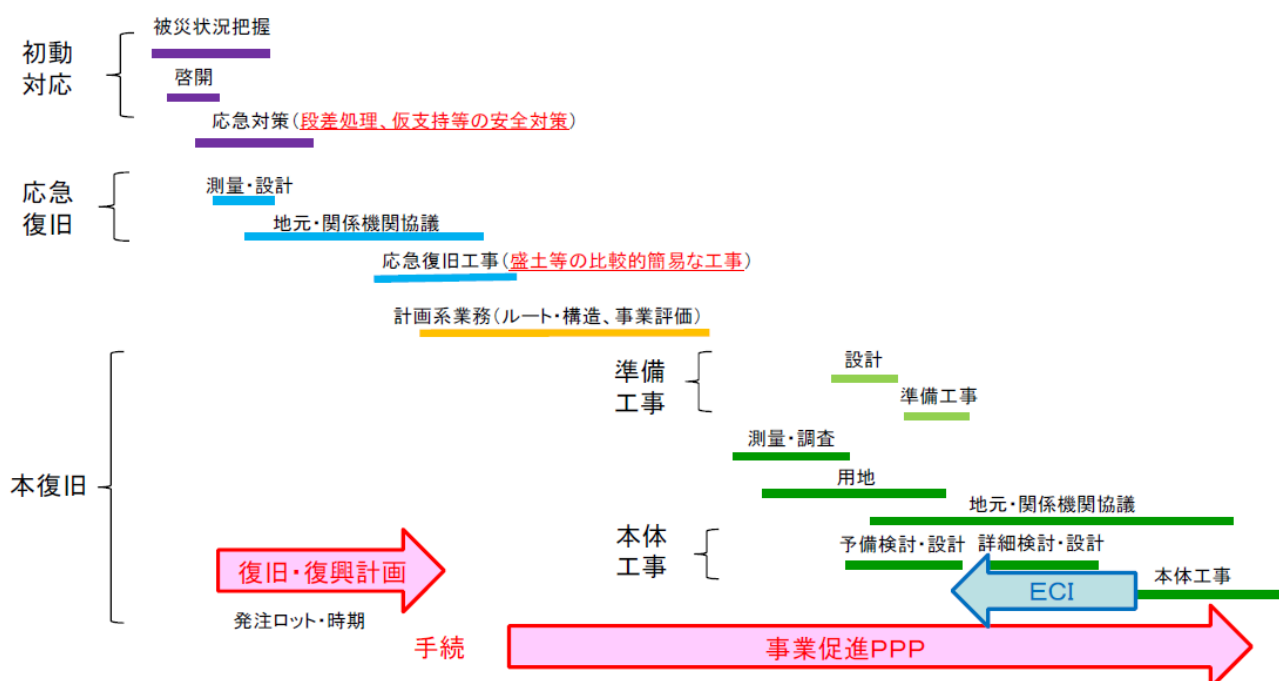 初動
対応
被災状況把握
啓開
応急対策(段差処理、仮支持等の安全対策)
応急
復旧
測量・設計
地元・関係機関協議
応急復旧工事(盛土等の比較的簡易な工事)
計画系業務(ルート・構造、事業評価)
本復旧
準備
工事
設計
準備工事
測量・調査
用地
地元・関係機関協議
本体
工事
予備検討・設計
詳細検討・設計
復旧・復興計画
ECI
本体工事
発注ロット・時期
手続
事業促進PPP